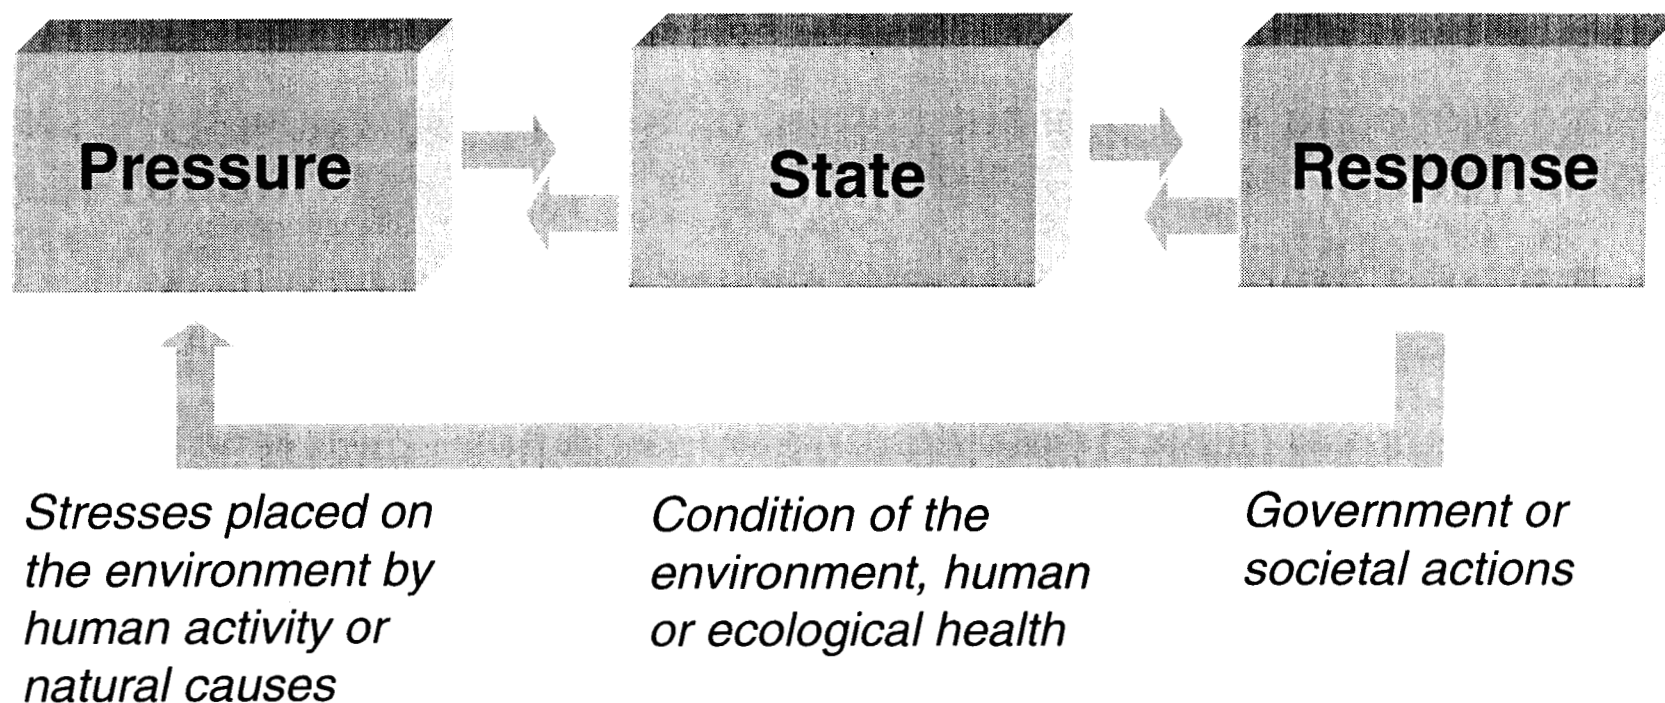 Pressure
State
Response
Stresses placed on
the environment by
human activity or
natural causes
Condition of the
environment, human
or ecological health
Government or
societal actions